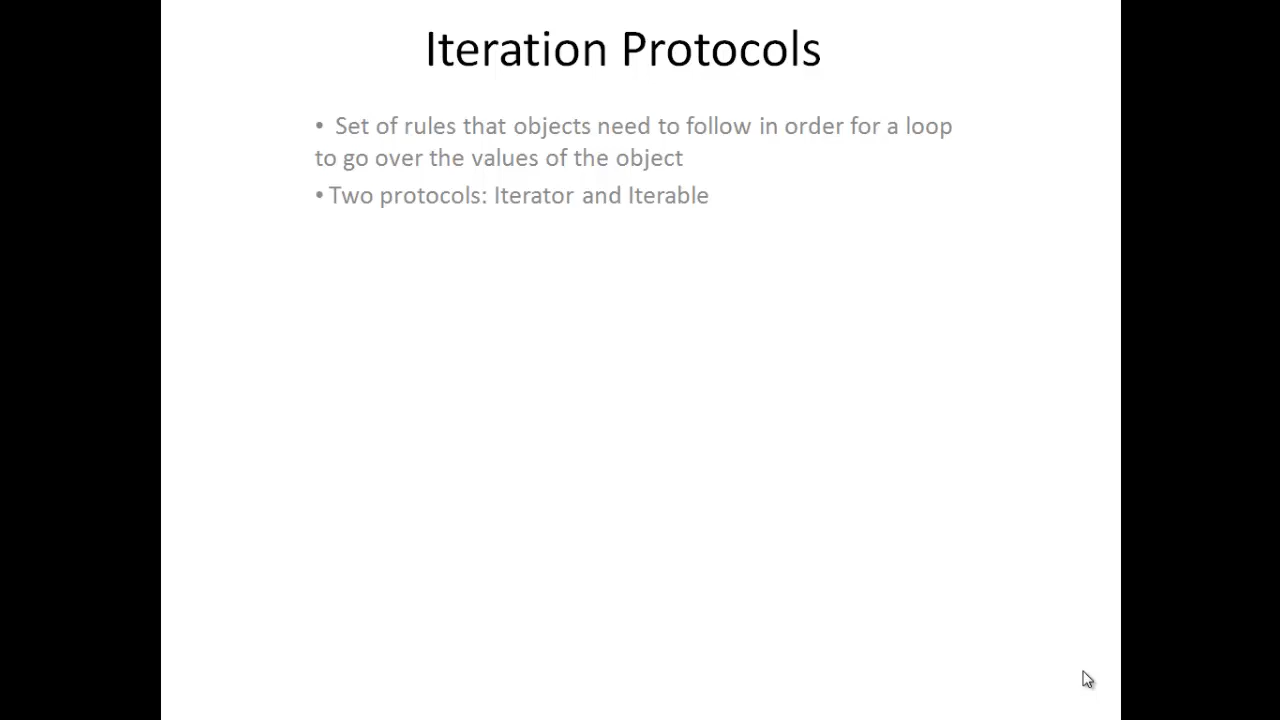 Iteration Protocols
• Set of rules that objects need to follow in order for a loop
to go over the values of the object
• Two protocols: Iterator and Iterable